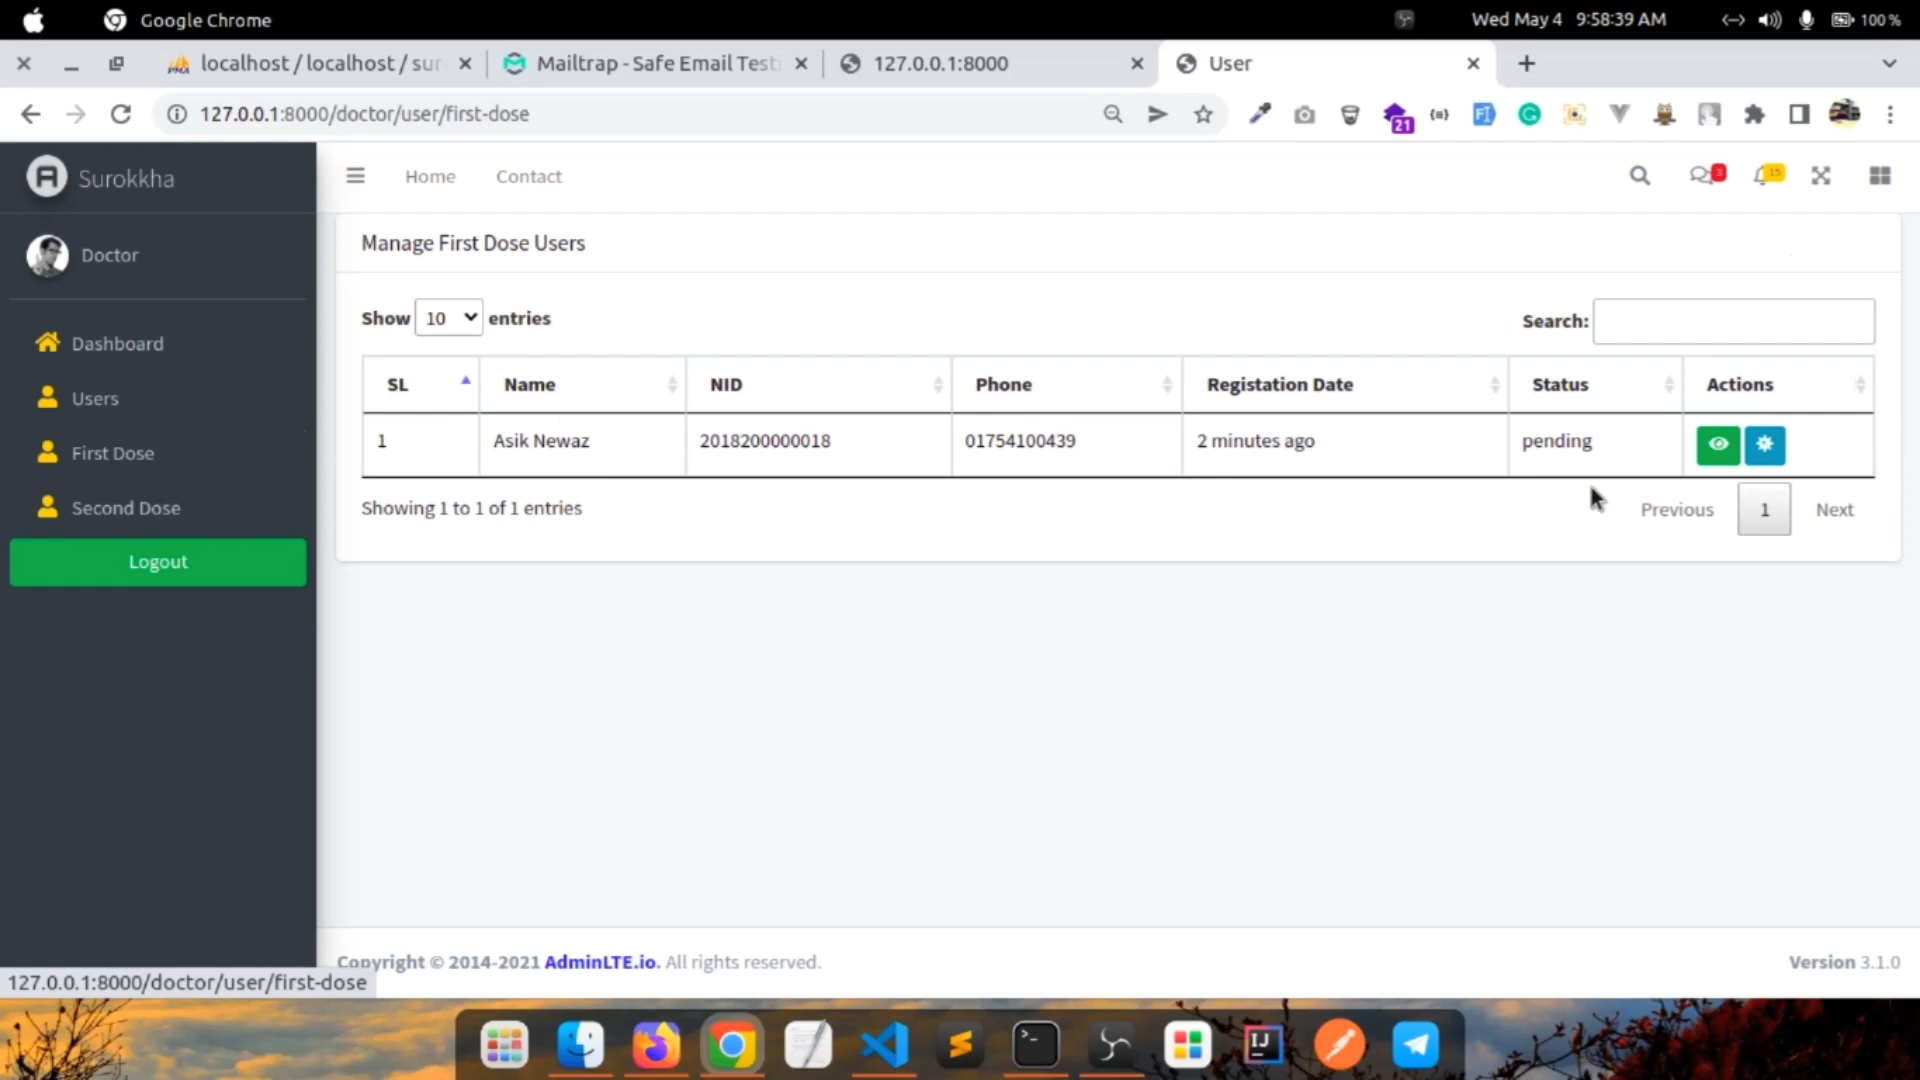 Google Chrome
Wed May 4 9:58:39 AM
100 %
localhost / localhost / sur
Mailtrap - Safe Email Testi
127.0.0.1:8000
User
127.0.0.1:8000/doctor/user/first-dose
21
Surokkha
Home
Contact
3
15
Doctor
Manage First Dose Users
Dashboard
Users
First Dose
Second Dose
Logout
Show 10 entries
Search:
SL Name NID Phone Registation Date Status Actions
1 Asik Newaz 2018200000018 01754100439 2 minutes ago pending
Showing 1 to 1 of 1 entries
Previous 1 Next
Copyright © 2014-2021 AdminLTE.io. All rights reserved.
Version 3.1.0
127.0.0.1:8000/doctor/user/first-dose
IJ